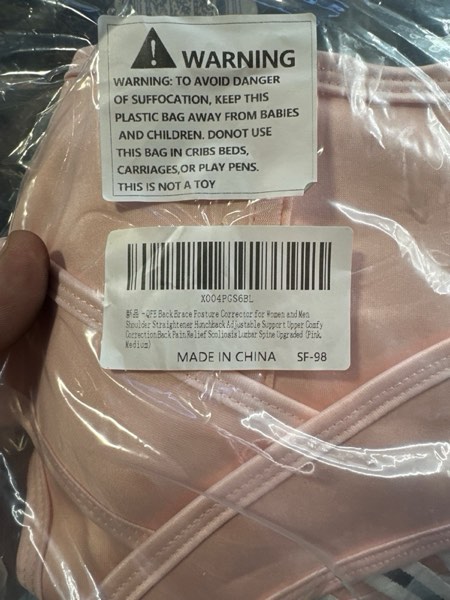 WARNING
WARNING: TO AVOID DANGER
OF SUFFOCATION, KEEP THIS
PLASTIC BAG AWAY FROM BABIES
AND CHILDREN. DONOT USE
THIS BAG IN CRIBS BEDS,
CARRIAGES,OR PLAY PENS.
THIS IS NOT A TOY
X004PGS6BL
新品 - Back Brace Posture Corrector for Women and Men
Shoulder Straightener Hunchback Adjustable Support Upper Comfy
Correction Back Pain Relief Scoliosis Lumbar Spine Upgraded (Pink,
Medium)
MADE IN CHINA SF-98